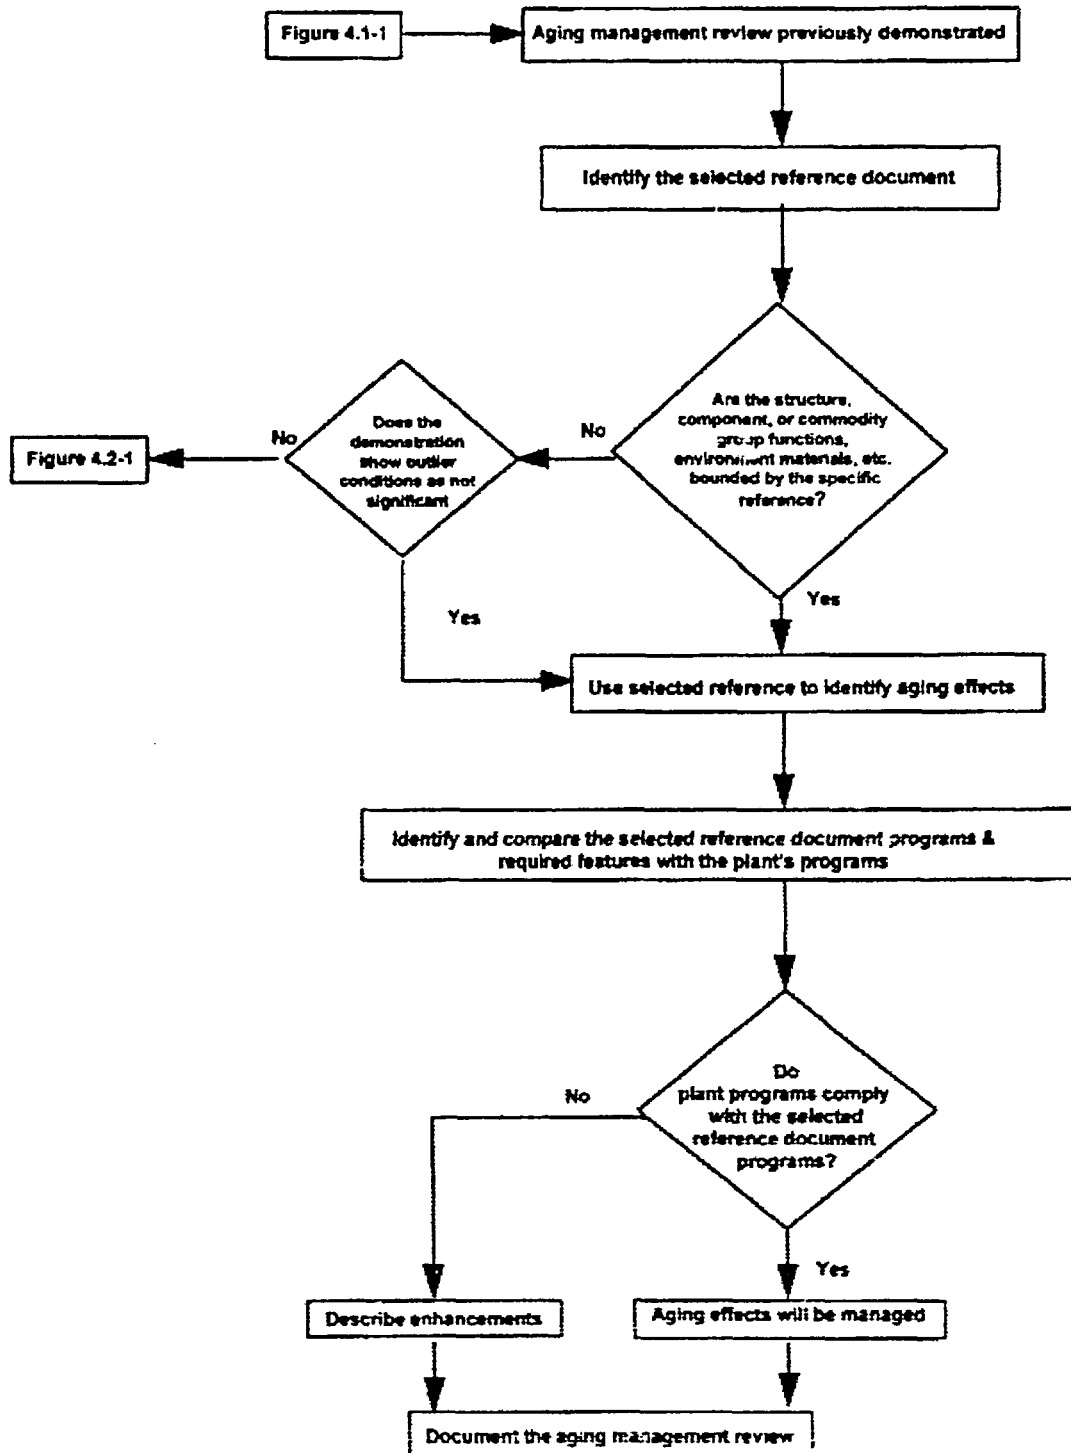 Figure 4.1-1
Aging management review previously demonstrated
Identify the selected reference document
Are the structure,
component, or commodity
group functions,
environment materials, etc.
bounded by the specific
reference?
No
Does the
demonstration
show outlier
conditions as not
significant
No
Figure 4.2-1
Yes
Yes
Use selected reference to identify aging effects
Identify and compare the selected reference document programs &
required features with the plant's programs
Do
plant programs comply
with the selected
reference document
programs?
No
Yes
Describe enhancements
Aging effects will be managed
Document the aging management review